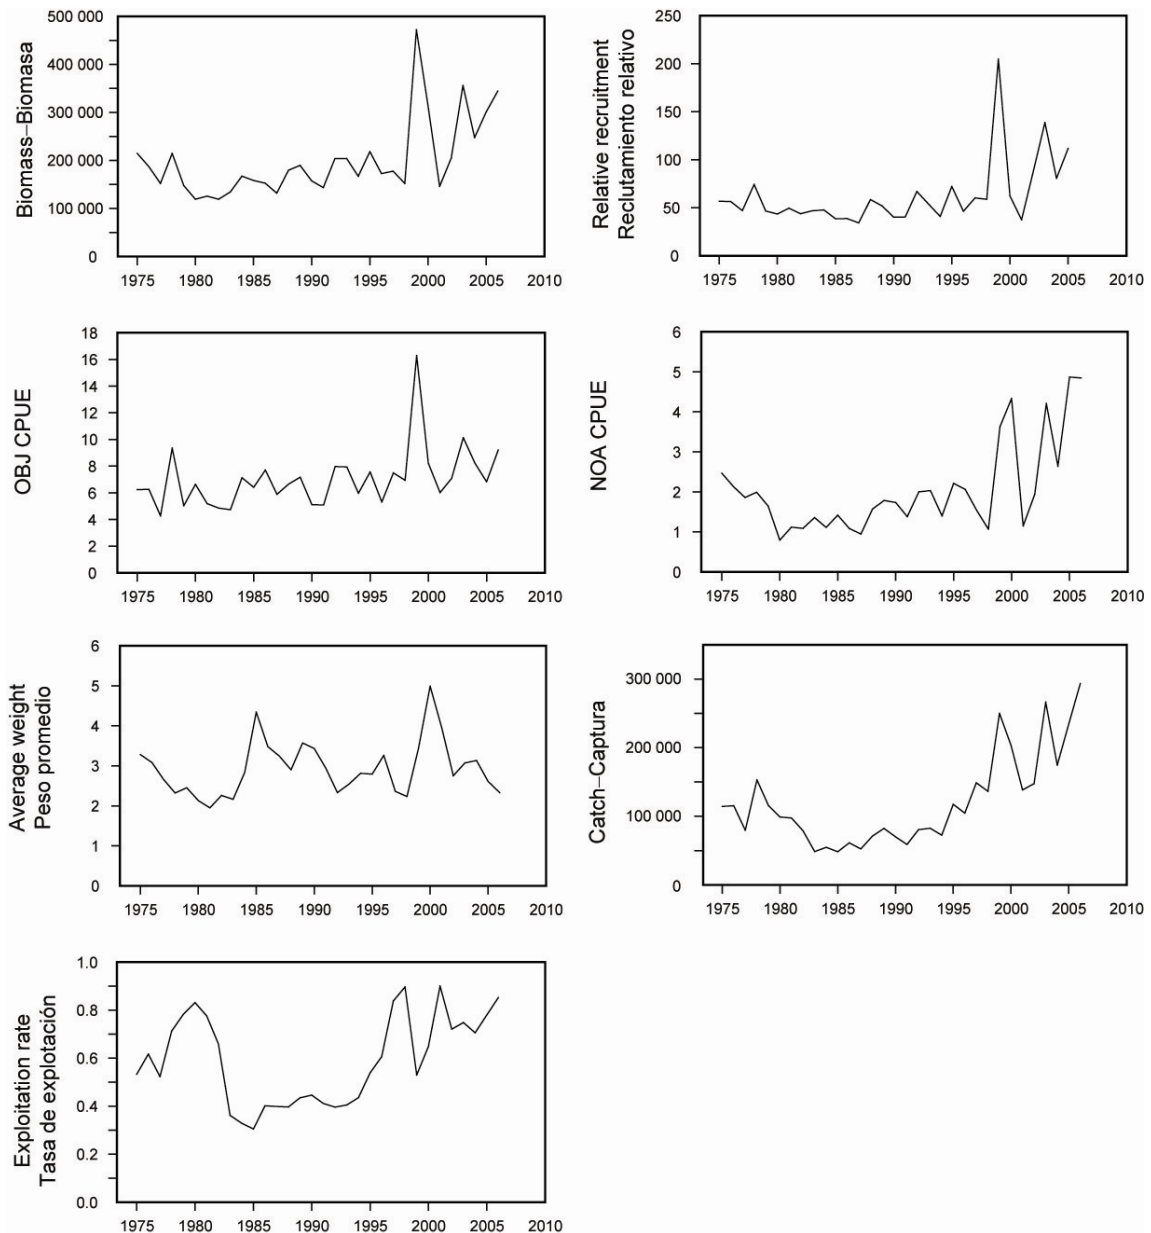 Biomass–Biomasa
500 000
400 000
300 000
200 000
100 000
0
1975 1980 1985 1990 1995 2000 2005 2010
Relative recruitment
Reclutamiento relativo
250
200
150
100
50
0
1975 1980 1985 1990 1995 2000 2005 2010
OBJ CPUE
18
16
14
12
10
8
6
4
2
0
1975 1980 1985 1990 1995 2000 2005 2010
NOA CPUE
6
5
4
3
2
1
0
1975 1980 1985 1990 1995 2000 2005 2010
Average weight
Peso promedio
6
5
4
3
2
1
0
1975 1980 1985 1990 1995 2000 2005 2010
Catch–Captura
300 000
200 000
100 000
0
1975 1980 1985 1990 1995 2000 2005 2010
Exploitation rate
Tasa de explotación
1.0
0.8
0.6
0.4
0.2
0.0
1975 1980 1985 1990 1995 2000 2005 2010